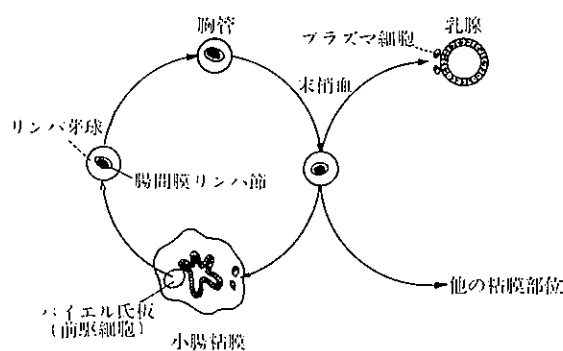 胸管
プラズマ細胞
乳腺
末梢血
リンパ芽球
腸間膜リンパ節
パイエル氏板
(前駆細胞)
小腸粘膜
他の粘膜部位